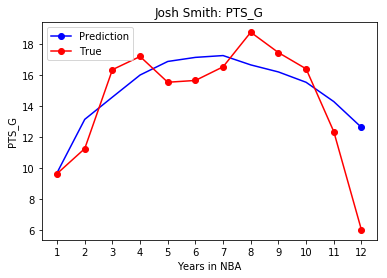 Josh Smith: PTS_G
Prediction
True
PTS_G
18
16
14
12
10
8
6
1 2 3 4 5 6 7 8 9 10 11 12
Years in NBA